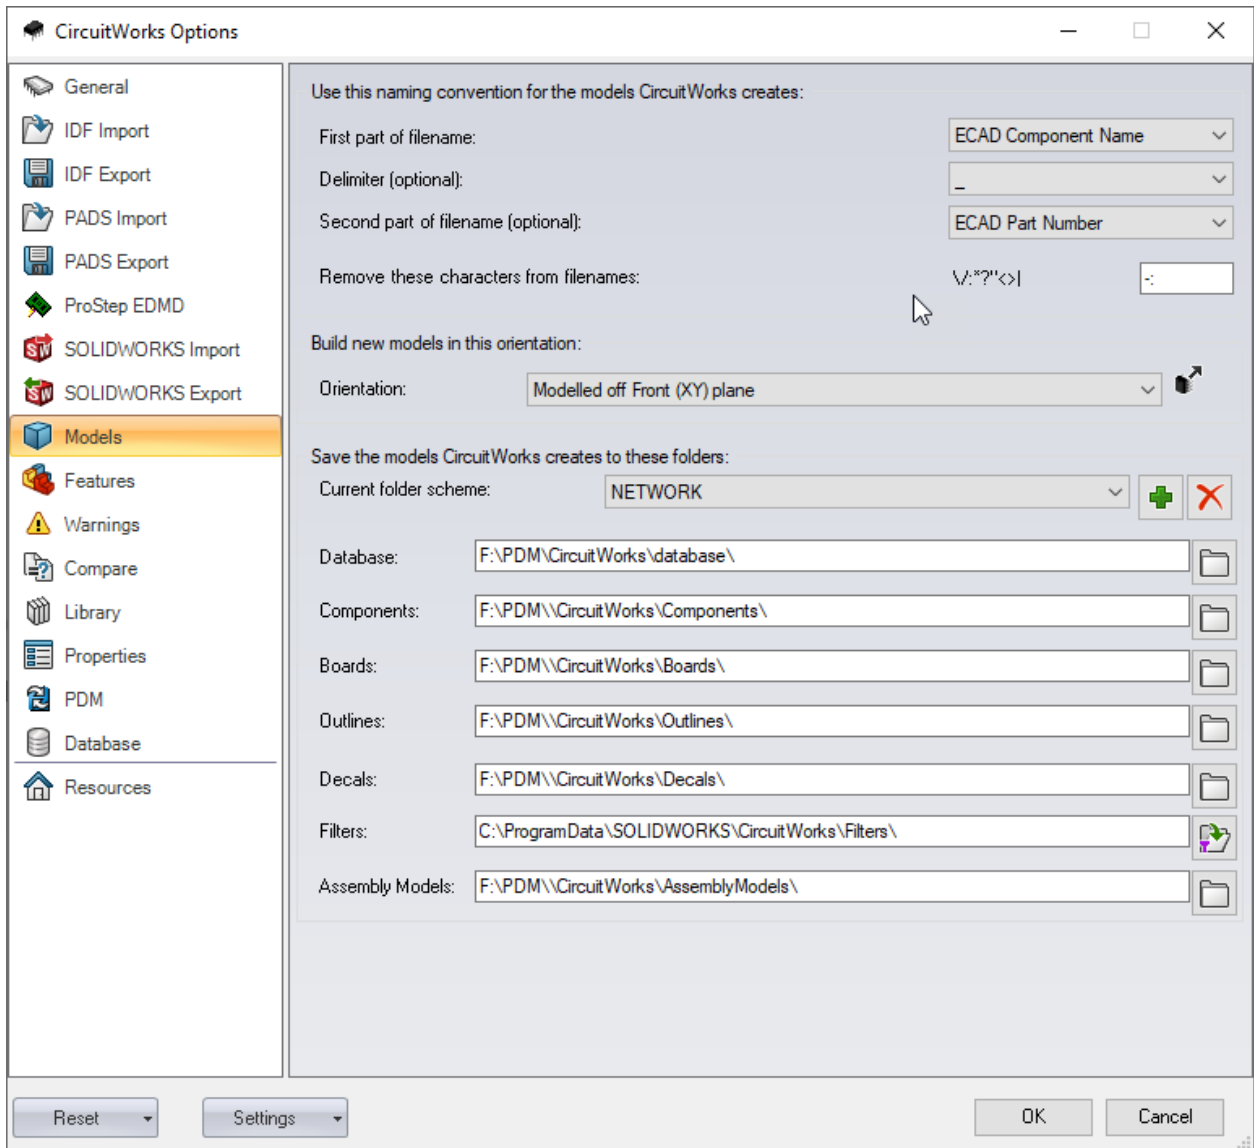 CircuitWorks Options
General
IDF Import
IDF Export
PADS Import
PADS Export
ProStep EDMD
SOLIDWORKS Import
SOLIDWORKS Export
Models
Features
Warnings
Compare
Library
Properties
PDM
Database
Resources
Use this naming convention for the models CircuitWorks creates:
First part of filename: ECAD Component Name
Delimiter (optional): _
Second part of filename (optional): ECAD Part Number
Remove these characters from filenames: \/:*?"<>| -:
Build new models in this orientation:
Orientation: Modelled off Front (XY) plane
Save the models CircuitWorks creates to these folders:
Current folder scheme: NETWORK
Database: F:\PDM\CircuitWorks\database\
Components: F:\PDM\\CircuitWorks\Components\
Boards: F:\PDM\\CircuitWorks\Boards\
Outlines: F:\PDM\\CircuitWorks\Outlines\
Decals: F:\PDM\\CircuitWorks\Decals\
Filters: C:\ProgramData\SOLIDWORKS\CircuitWorks\Filters\
Assembly Models: F:\PDM\\CircuitWorks\AssemblyModels\
Reset Settings OK Cancel